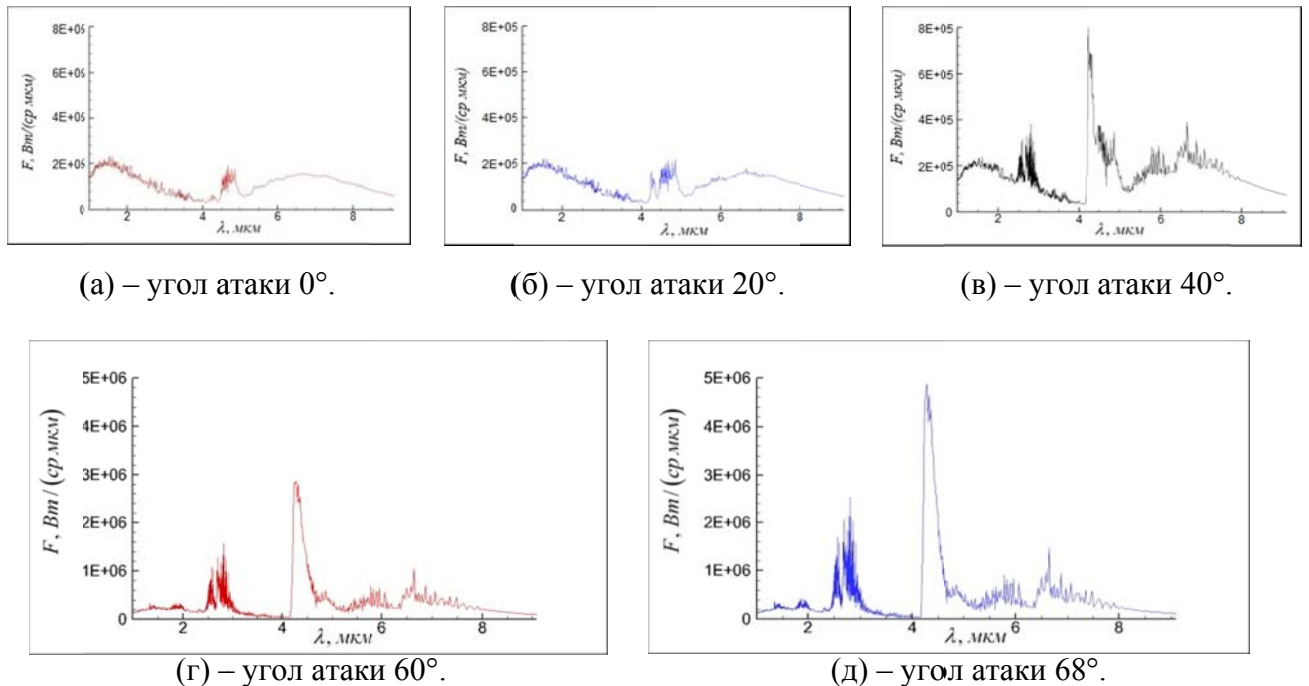 8E+05 8E+05 8E+05
6E+05 6E+05 6E+05
4E+05 4E+05 4E+05
2E+05 2E+05 2E+05
0 0 0
F, Вт/(ср мкм) F, Вт/(ср мкм) F, Вт/(ср мкм)
2 4 6 8 2 4 6 8 2 4 6 8
λ, мкм λ, мкм λ, мкм
(а) – угол атаки 0°. (б) – угол атаки 20°. (в) – угол атаки 40°.
5E+06 5E+06
4E+06 4E+06
3E+06 3E+06
2E+06 2E+06
1E+06 1E+06
0 0
F, Вт / (ср мкм) F, Вт / (ср мкм)
2 4 6 8 2 4 6 8
λ, мкм λ, мкм
(г) – угол атаки 60°. (д) – угол атаки 68°.